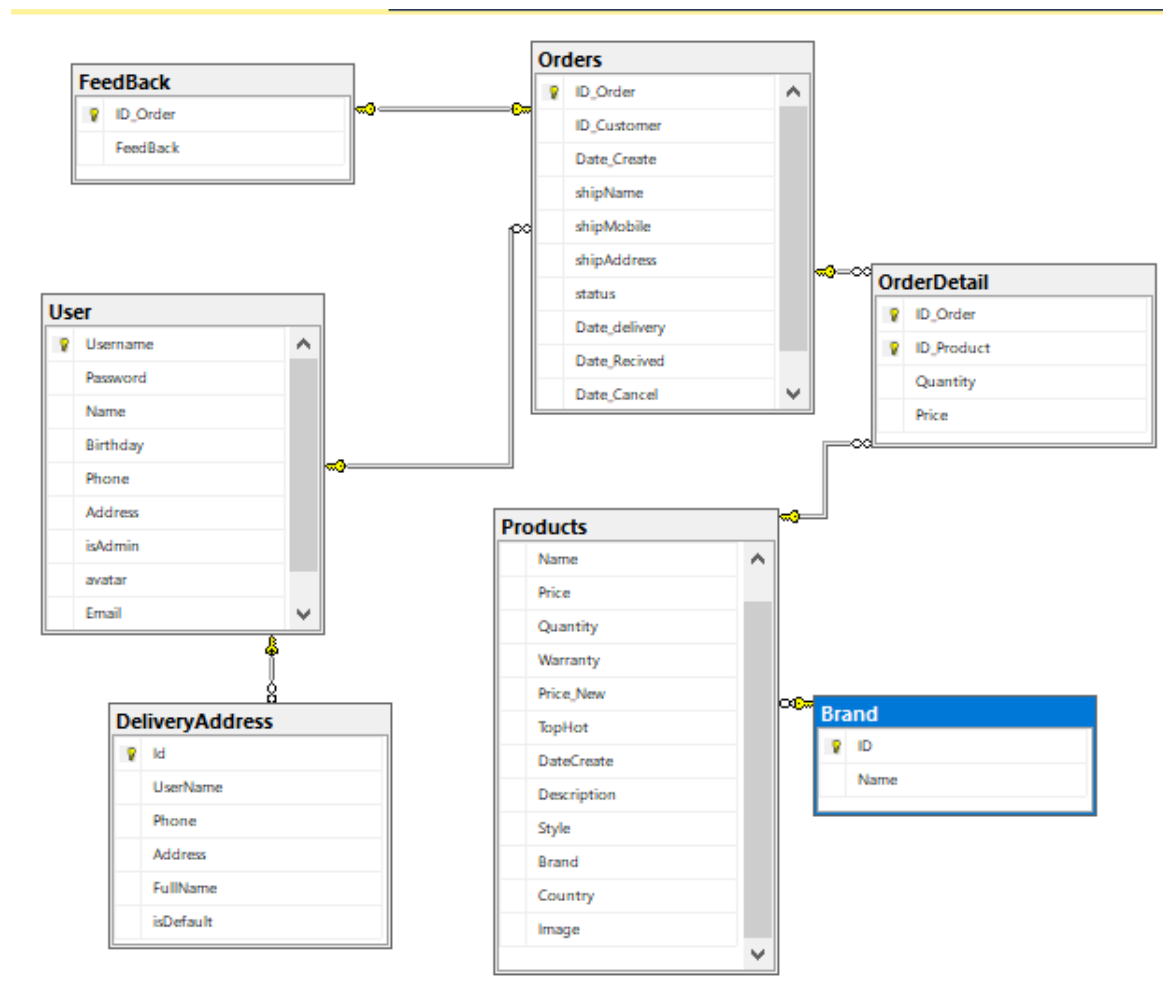 FeedBack
ID_Order
FeedBack
Orders
ID_Order
ID_Customer
Date_Create
shipName
shipMobile
shipAddress
status
Date_delivery
Date_Recived
Date_Cancel
OrderDetail
ID_Order
ID_Product
Quantity
Price
User
Username
Password
Name
Birthday
Phone
Address
isAdmin
avatar
Email
Products
Name
Price
Quantity
Warranty
Price_New
TopHot
DateCreate
Description
Style
Brand
Country
Image
Brand
ID
Name
DeliveryAddress
Id
UserName
Phone
Address
FullName
isDefault